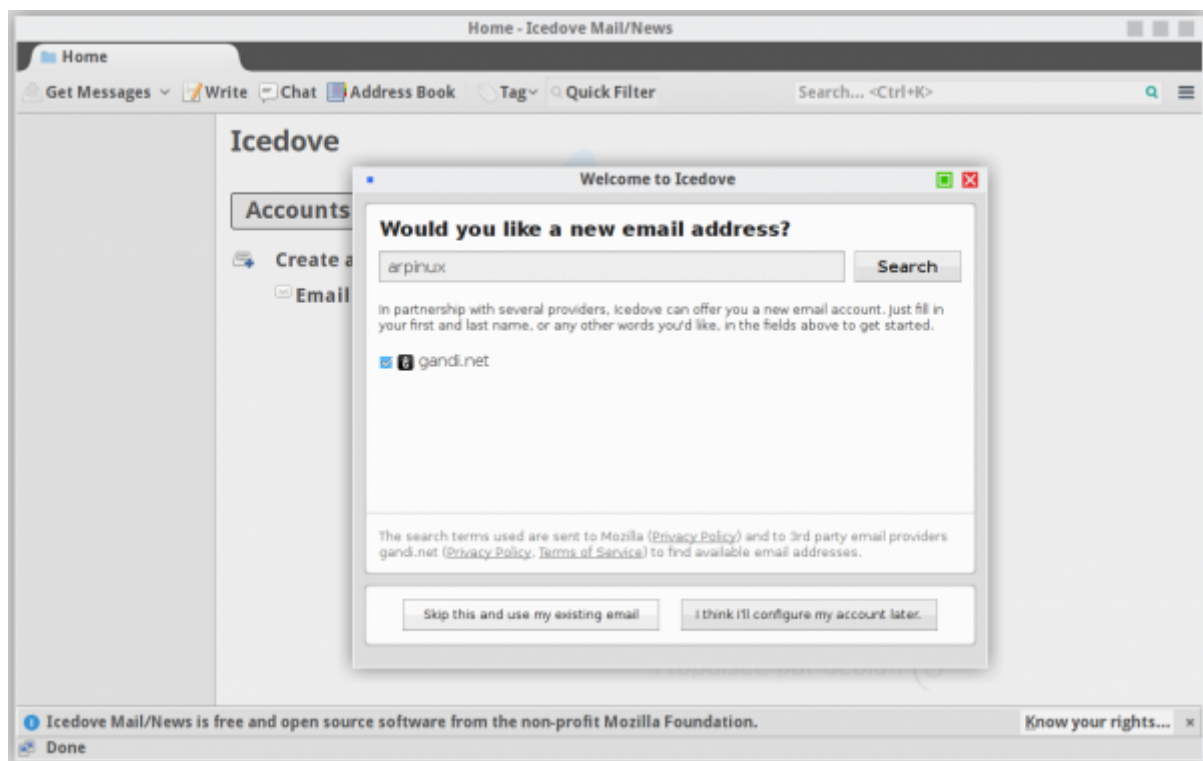 Home - Icedove Mail/News
Home
Get Messages Write Chat Address Book Tag Quick Filter Search... <Ctrl+K>
Icedove
Welcome to Icedove
Accounts
Would you like a new email address?
Create a
arpinux Search
Email
In partnership with several providers, Icedove can offer you a new email account. Just fill in
your first and last name, or any other words you'd like, in the fields above to get started.
gandi.net
The search terms used are sent to Mozilla (Privacy Policy) and to 3rd party email providers
gandi.net (Privacy Policy, Terms of Service) to find available email addresses.
Skip this and use my existing email I think I'll configure my account later.
Icedove Mail/News is free and open source software from the non-profit Mozilla Foundation. Know your rights... ×
Done